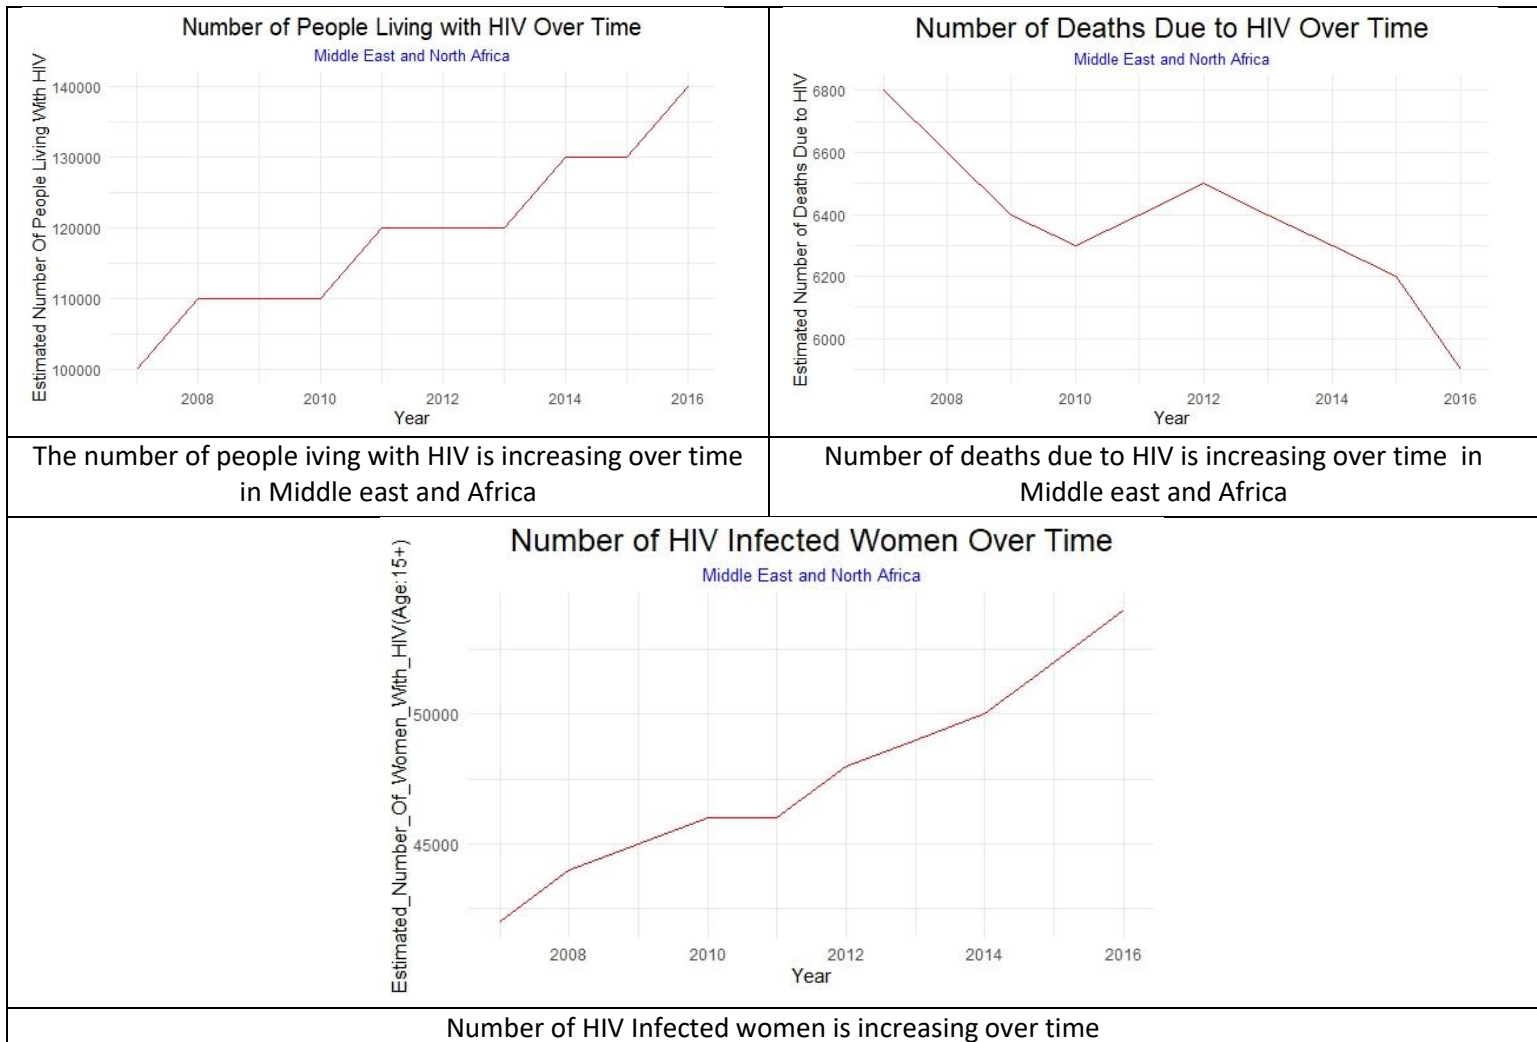 Number of People Living with HIV Over Time
Middle East and North Africa
Estimated Number Of People Living With HIV
140000
130000
120000
110000
100000
2008 2010 2012 2014 2016
Year
Number of Deaths Due to HIV Over Time
Middle East and North Africa
Estimated Number of Deaths Due to HIV
6800
6600
6400
6200
6000
2008 2010 2012 2014 2016
Year
The number of people iving with HIV is increasing over time
in Middle east and Africa
Number of deaths due to HIV is increasing over time in
Middle east and Africa
Number of HIV Infected Women Over Time
Middle East and North Africa
Estimated_Number_Of_Women_With_HIV(Age:15+)
50000
45000
2008 2010 2012 2014 2016
Year
Number of HIV Infected women is increasing over time